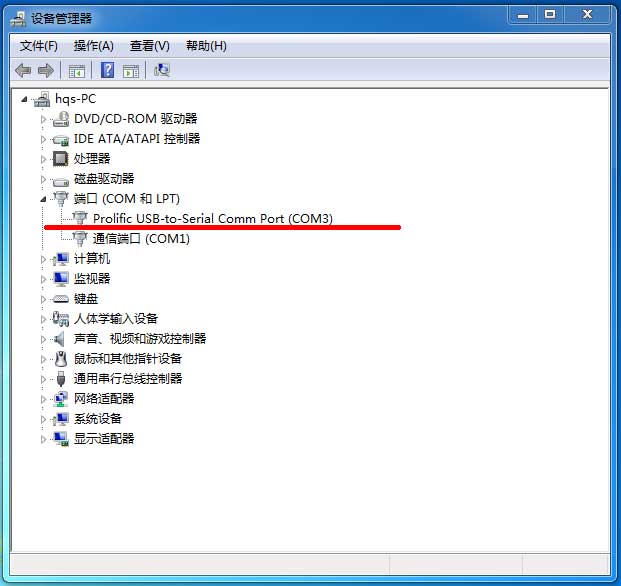 设备管理器
文件(F) 操作(A) 查看(V) 帮助(H)
hqs-PC
DVD/CD-ROM 驱动器
IDE ATA/ATAPI 控制器
处理器
磁盘驱动器
端口 (COM 和 LPT)
Prolific USB-to-Serial Comm Port (COM3)
通信端口 (COM1)
计算机
监视器
键盘
人体学输入设备
声音、视频和游戏控制器
鼠标和其他指针设备
通用串行总线控制器
网络适配器
系统设备
显示适配器